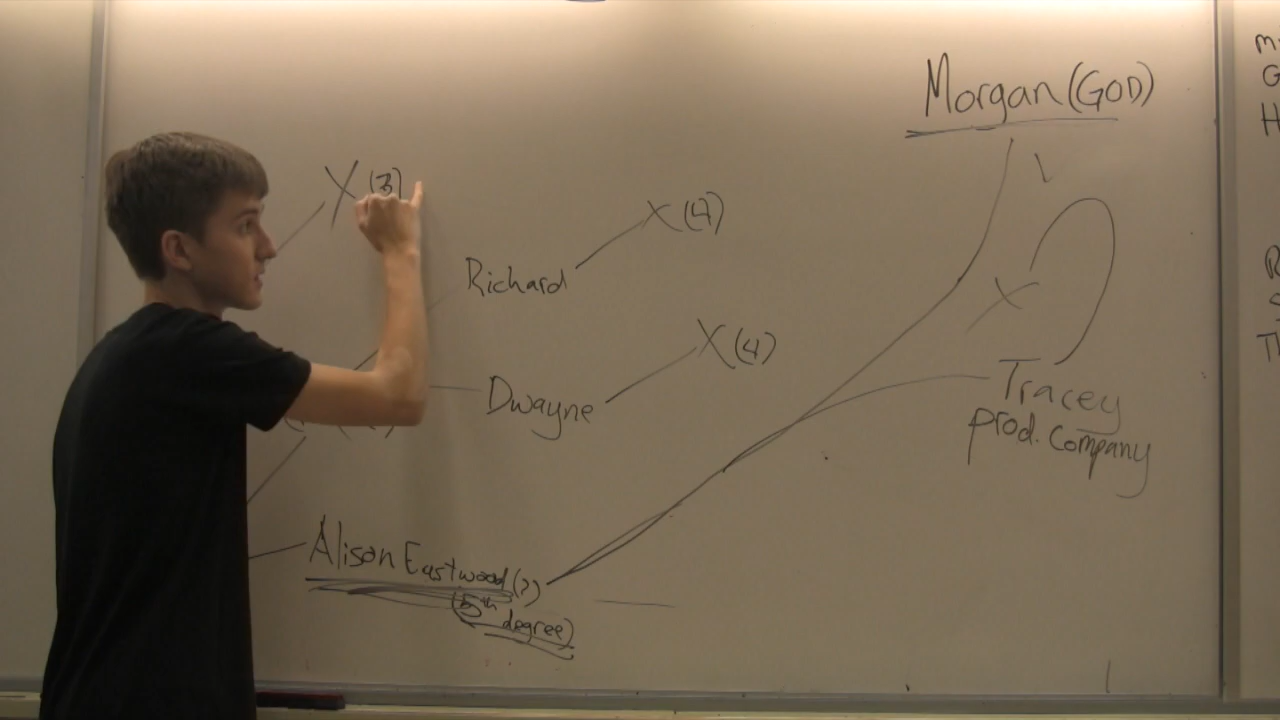 Morgan (GOD)
X (3)
X (4)
Richard
X (4)
X
Dwayne
Tracey
prod. Company
Alison Eastwood (?)
(5th degree)